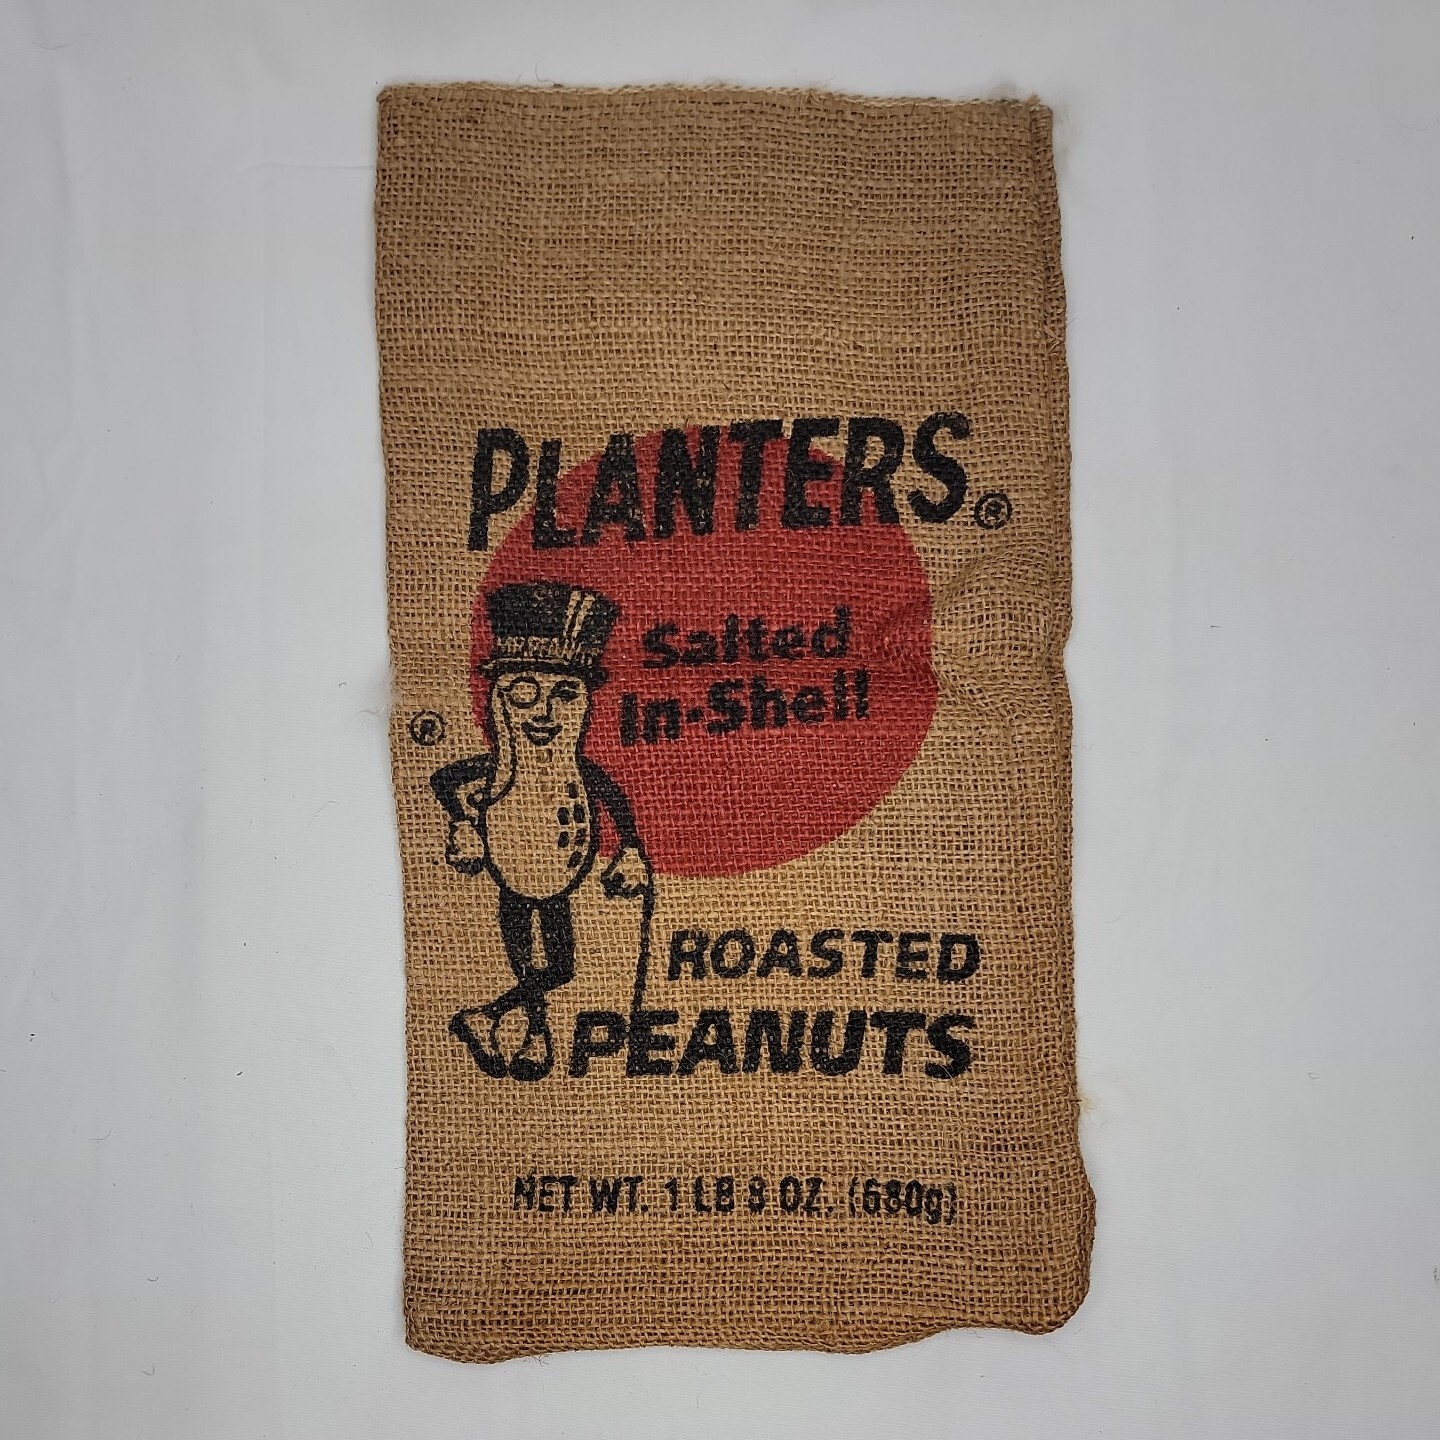 PLANTERS®
Salted
In-Shell
®
ROASTED
PEANUTS
NET WT. 1 LB 8 OZ. (680g)